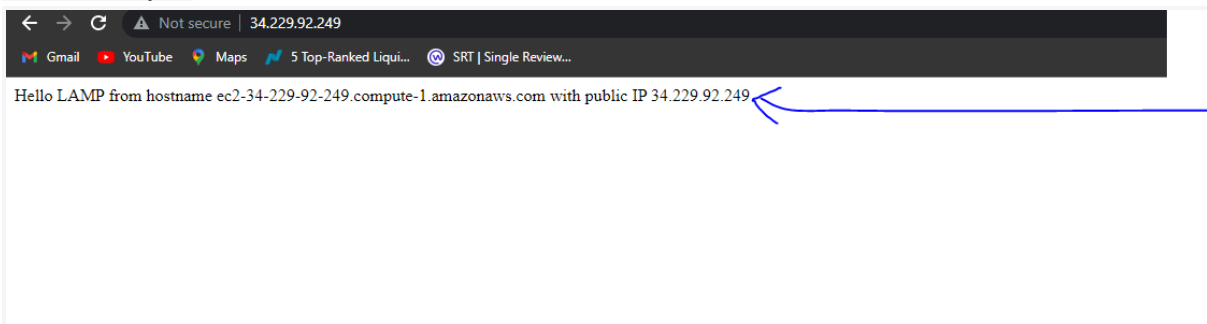 Not secure | 34.229.92.249
Gmail YouTube Maps 5 Top-Ranked Liqui... SRT | Single Review...
Hello LAMP from hostname ec2-34-229-92-249.compute-1.amazonaws.com with public IP 34.229.92.249